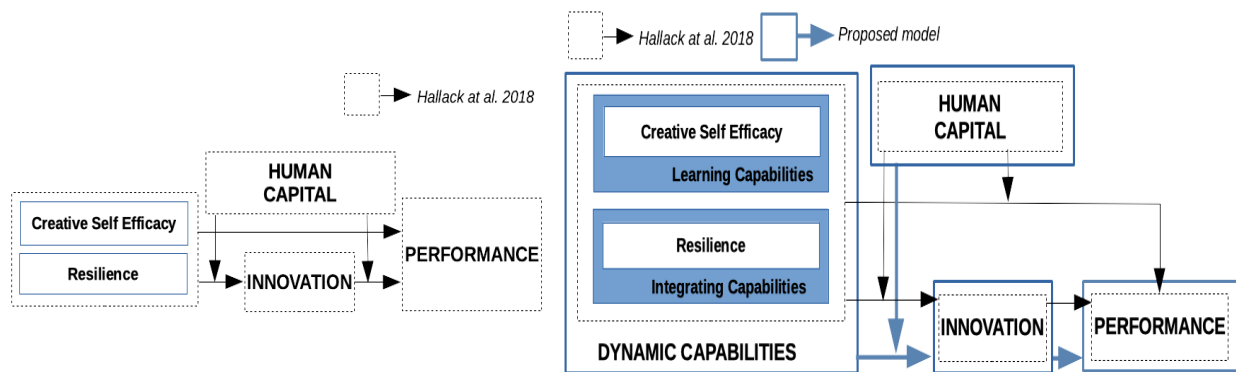 Hallack at al. 2018
HUMAN
CAPITAL
Creative Self Efficacy
Resilience
INNOVATION
PERFORMANCE
Hallack at al. 2018
Proposed model
Creative Self Efficacy
Learning Capabilities
Resilience
Integrating Capabilities
DYNAMIC CAPABILITIES
HUMAN
CAPITAL
INNOVATION
PERFORMANCE